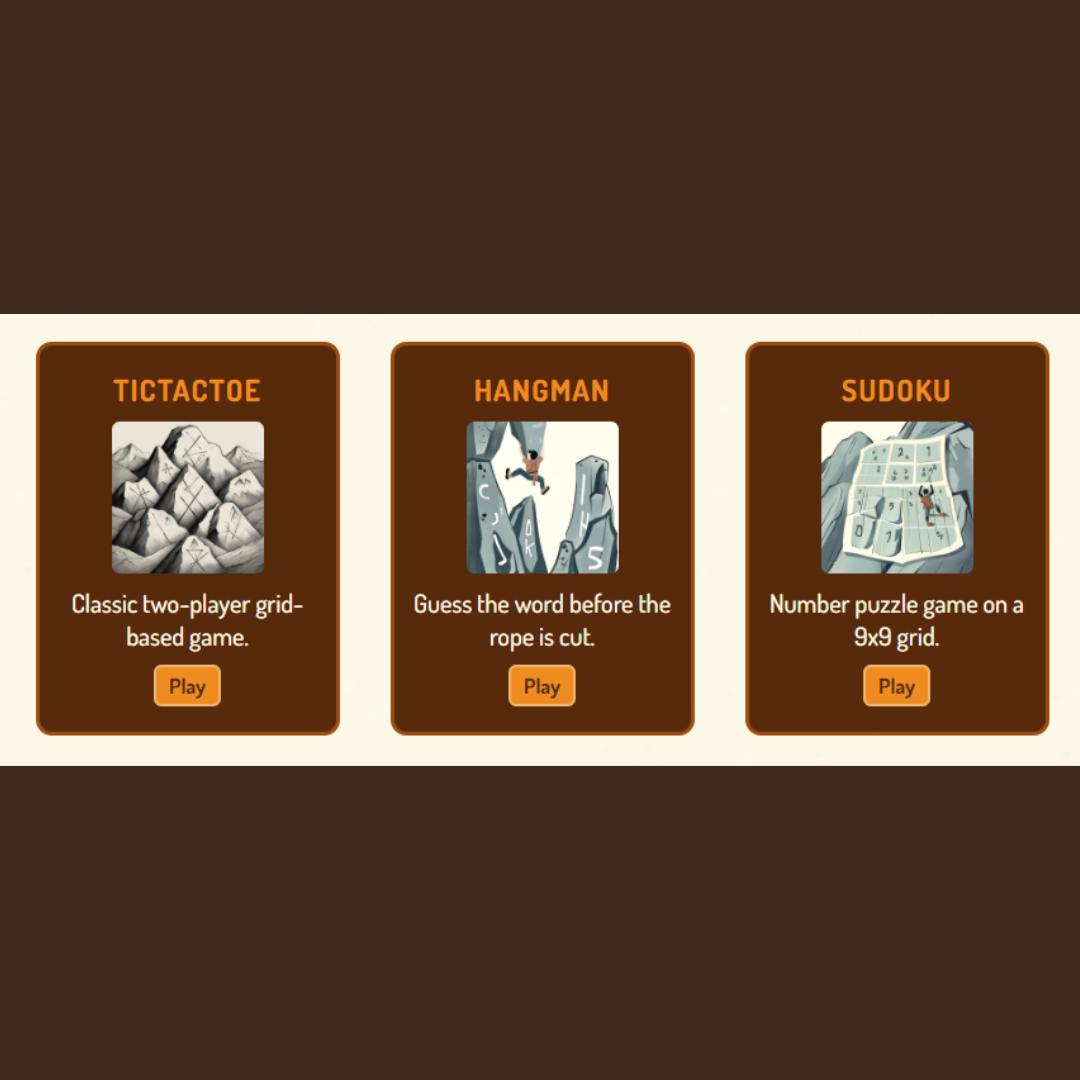 TICTACTOE
Classic two-player grid-
based game.
Play
HANGMAN
Guess the word before the
rope is cut.
Play
SUDOKU
Number puzzle game on a
9x9 grid.
Play